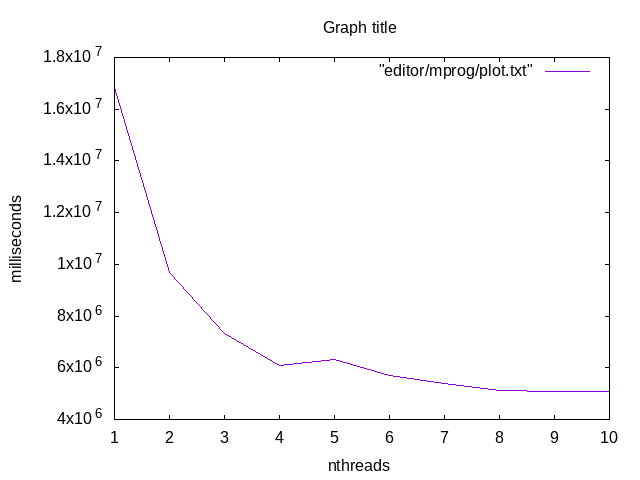 Graph title
"editor/mprog/plot.txt"
1.8x10^7
1.6x10^7
1.4x10^7
1.2x10^7
1x10^7
8x10^6
6x10^6
4x10^6
milliseconds
1 2 3 4 5 6 7 8 9 10
nthreads